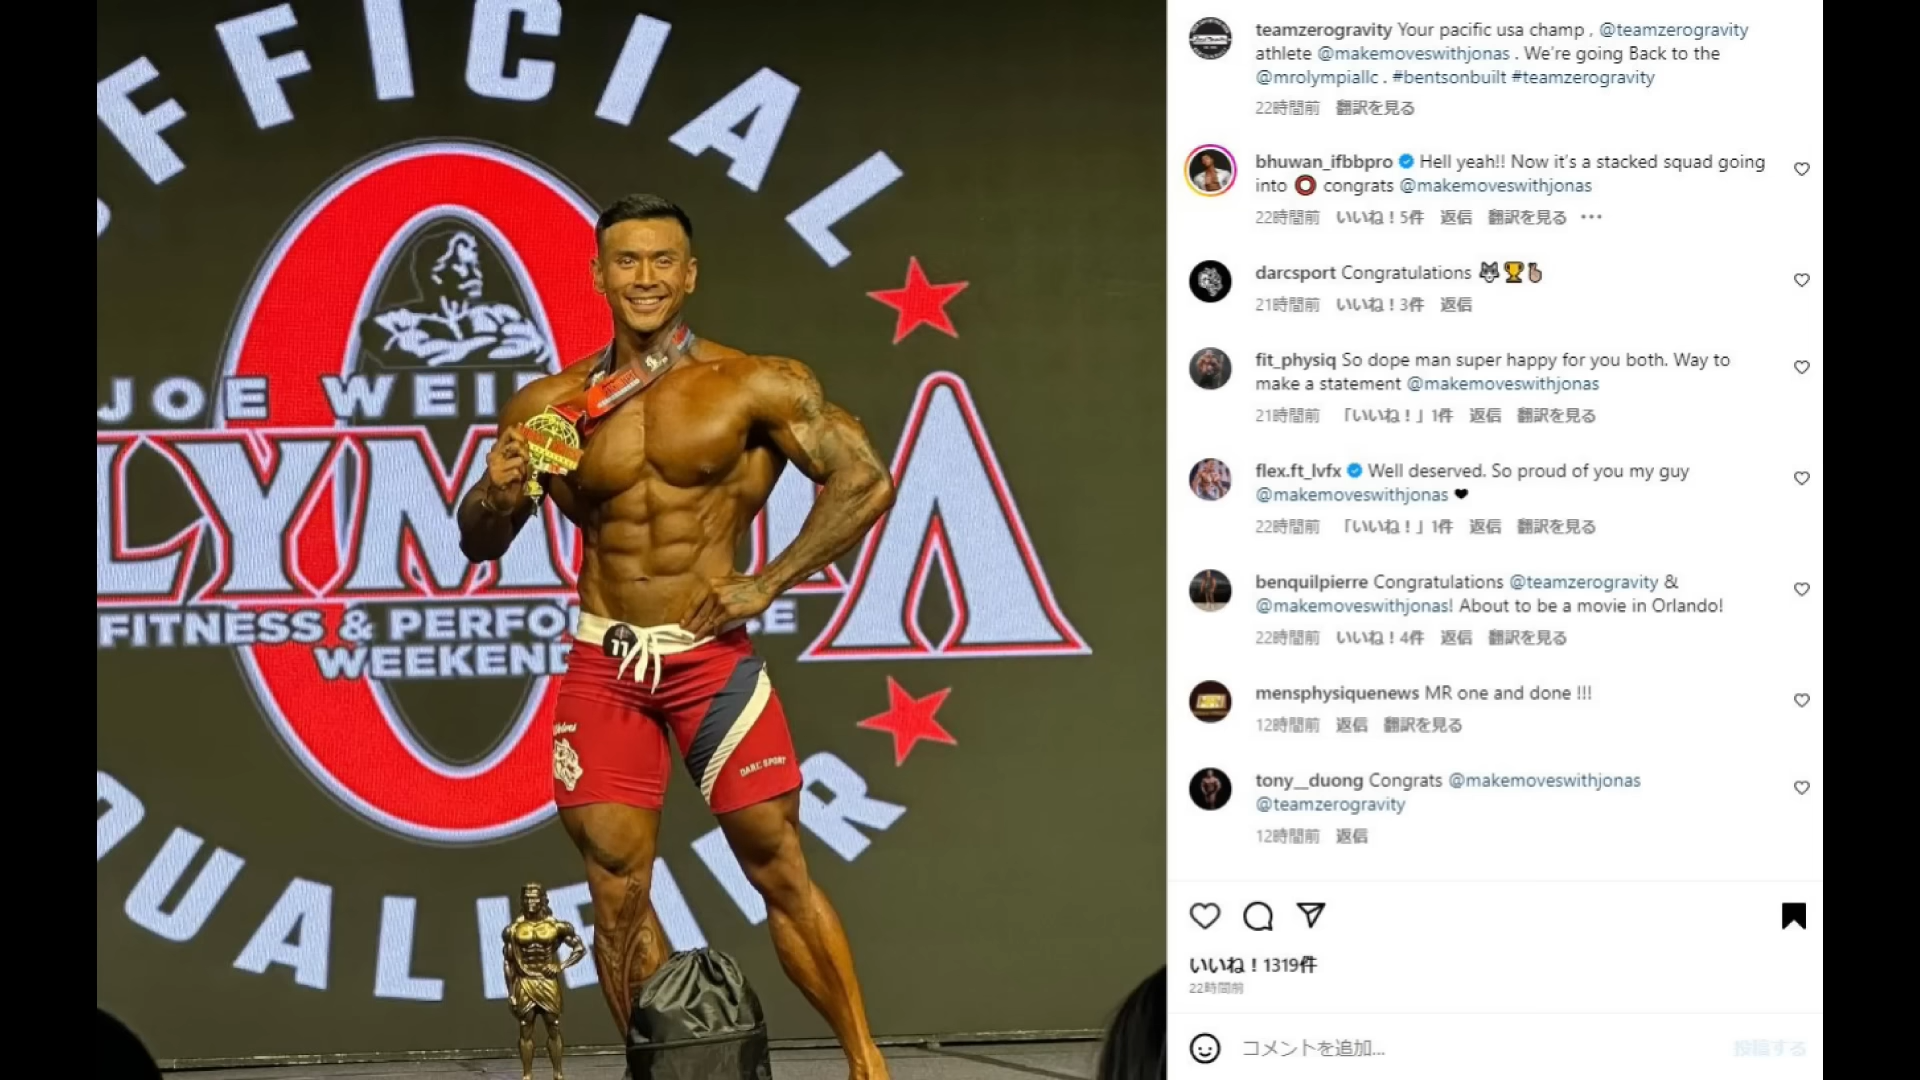 OFFICIAL
JOE WEI
LYM A
FITNESS & PERFO CE
WEEKEND
QUALIFIER
11
Wolves
DARC SPORT
teamzerogravity Your pacific usa champ , @teamzerogravity
athlete @makemoveswithjonas . We're going Back to the
@mrolympiallc . #bentsonbuilt #teamzerogravity
22時間前 翻訳を見る
bhuwan_ifbbpro Hell yeah!! Now it's a stacked squad going
into ⭕ congrats @makemoveswithjonas
22時間前 いいね!5件 返信 翻訳を見る •••
darcsport Congratulations 🐺🏆🫰🏽
21時間前 いいね!3件 返信
fit_physiq So dope man super happy for you both. Way to
make a statement @makemoveswithjonas
21時間前 「いいね!」1件 返信 翻訳を見る
flex.ft_lvfx Well deserved. So proud of you my guy
@makemoveswithjonas 🖤
22時間前 「いいね!」1件 返信 翻訳を見る
benquilpierre Congratulations @teamzerogravity &
@makemoveswithjonas! About to be a movie in Orlando!
22時間前 いいね!4件 返信 翻訳を見る
mensphysiquenews MR one and done !!!
12時間前 返信 翻訳を見る
tony__duong Congrats @makemoveswithjonas
@teamzerogravity
12時間前 返信
いいね!1319件
22時間前
コメントを追加...
投稿する